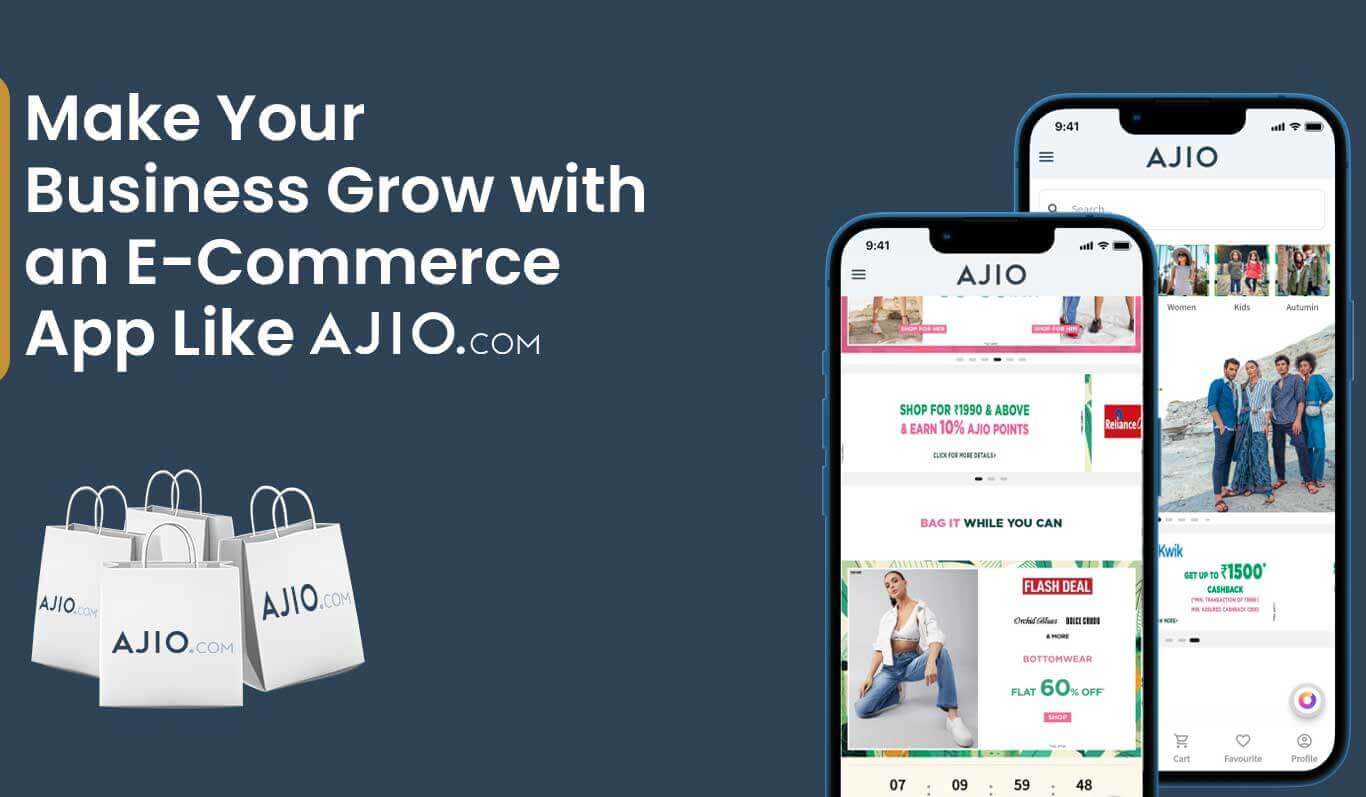 Make Your
Business Grow with
an E-Commerce
App Like AJIO.COM
AJIO.COM
AJIO.COM
AJIO.COM
9:41
AJIO
SHOP FOR HER
SHOP FOR HER
SHOP FOR ₹1990 & ABOVE
& EARN 10% AJIO POINTS
CLICK FOR MORE DETAILS>
Reliance
BAG IT WHILE YOU CAN
FLASH DEAL
Orchid Blues DOLCE CRUDO
& MORE
BOTTOMWEAR
FLAT 60% OFF*
SHOP
07 : 09 : 59 : 48
9:41
AJIO
Search
Women Kids Autumin
Kwik
GET UP TO ₹1500*
CASHBACK
MORE>
Cart Favourite Profile